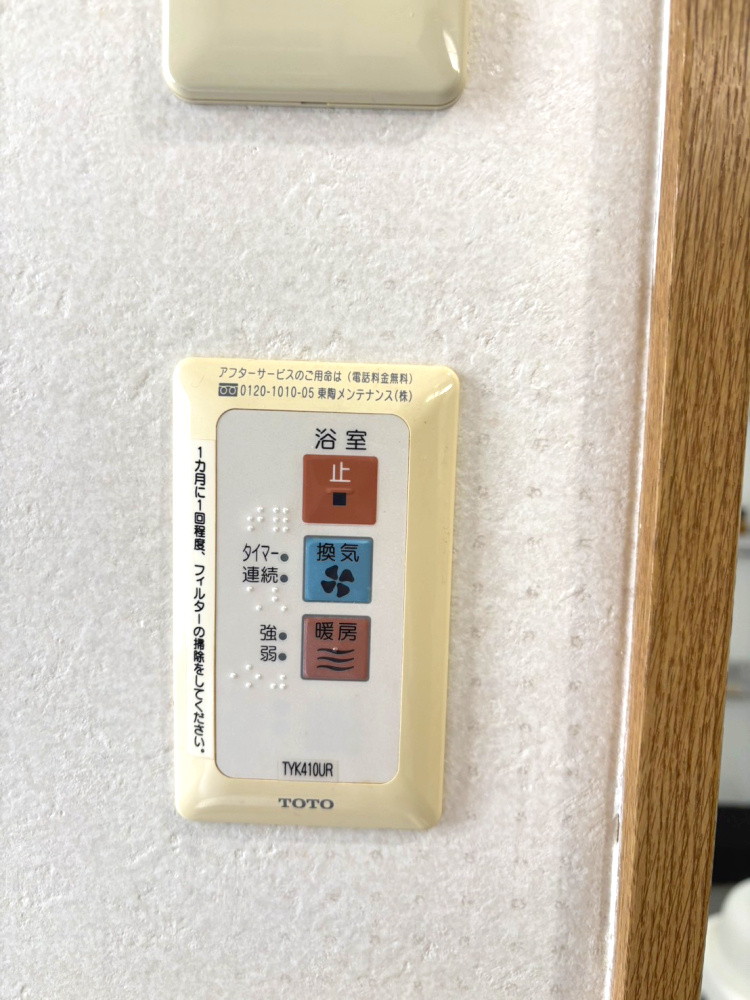 アフターサービスのご用命は（電話料金無料）
0120-1010-05 東陶メンテナンス(株)
浴室
止
タイマー
連続
換気
強
弱
暖房
1カ月に1回程度、フィルターの掃除をしてください。
TYK410UR
TOTO